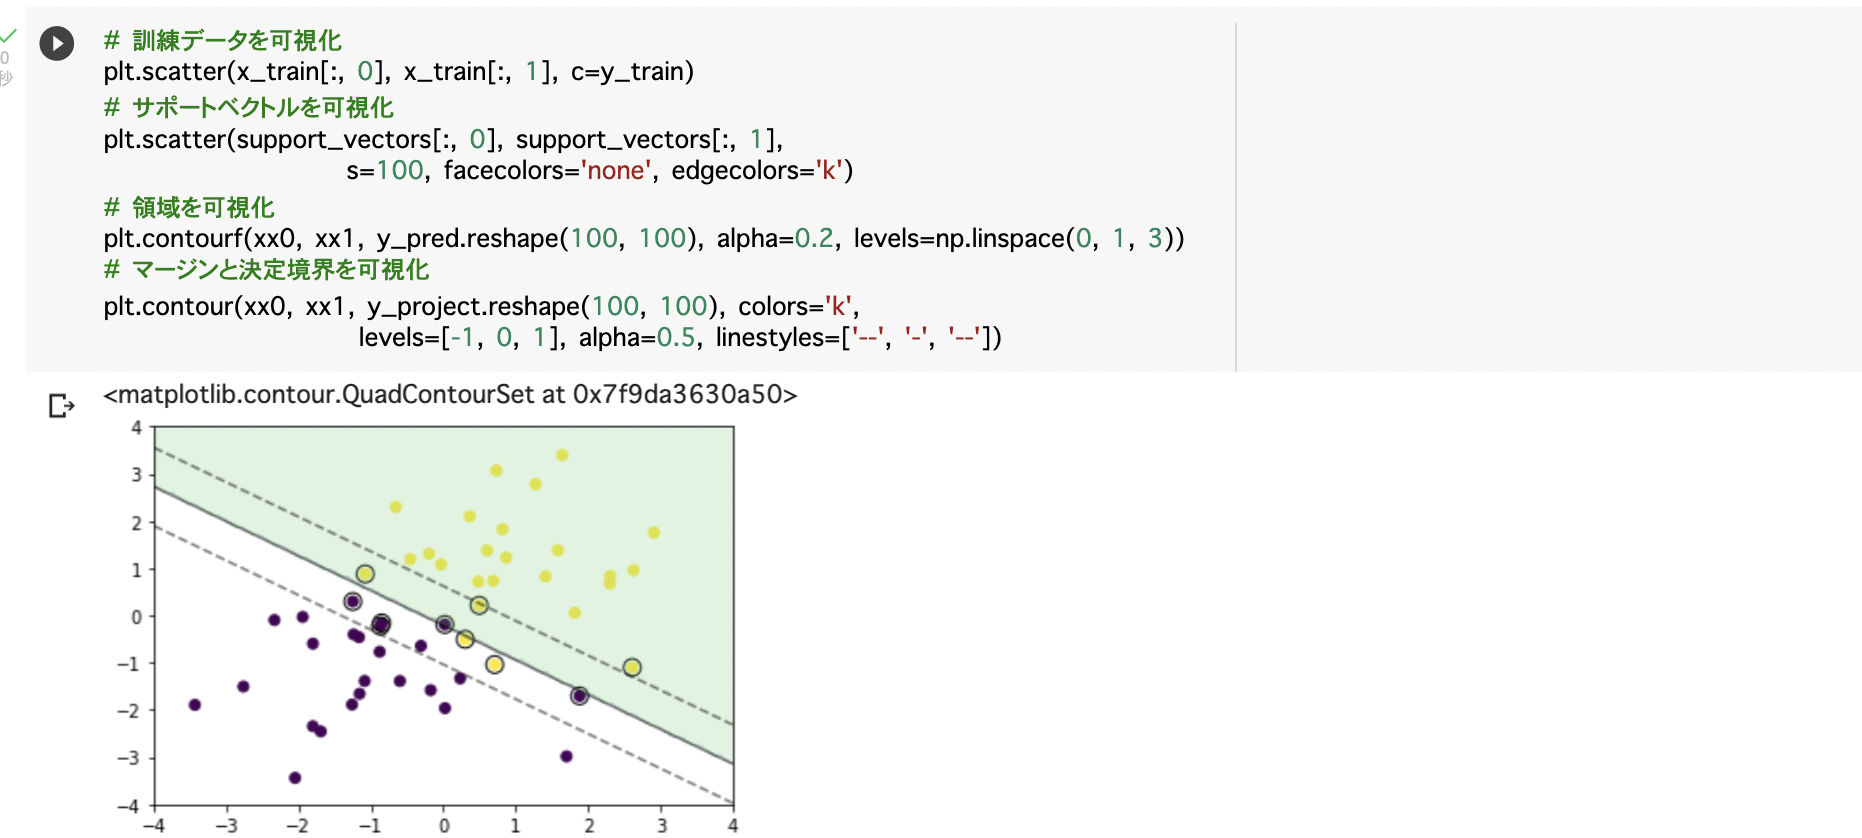 0
秒
# 訓練データを可視化
plt.scatter(x_train[:, 0], x_train[:, 1], c=y_train)
# サポートベクトルを可視化
plt.scatter(support_vectors[:, 0], support_vectors[:, 1],
s=100, facecolors='none', edgecolors='k')
# 領域を可視化
plt.contourf(xx0, xx1, y_pred.reshape(100, 100), alpha=0.2, levels=np.linspace(0, 1, 3))
# マージンと決定境界を可視化
plt.contour(xx0, xx1, y_project.reshape(100, 100), colors='k',
levels=[-1, 0, 1], alpha=0.5, linestyles=['--', '-', '--'])
<matplotlib.contour.QuadContourSet at 0x7f9da3630a50>
4
3
2
1
0
−1
−2
−3
−4
−4 −3 −2 −1 0 1 2 3 4